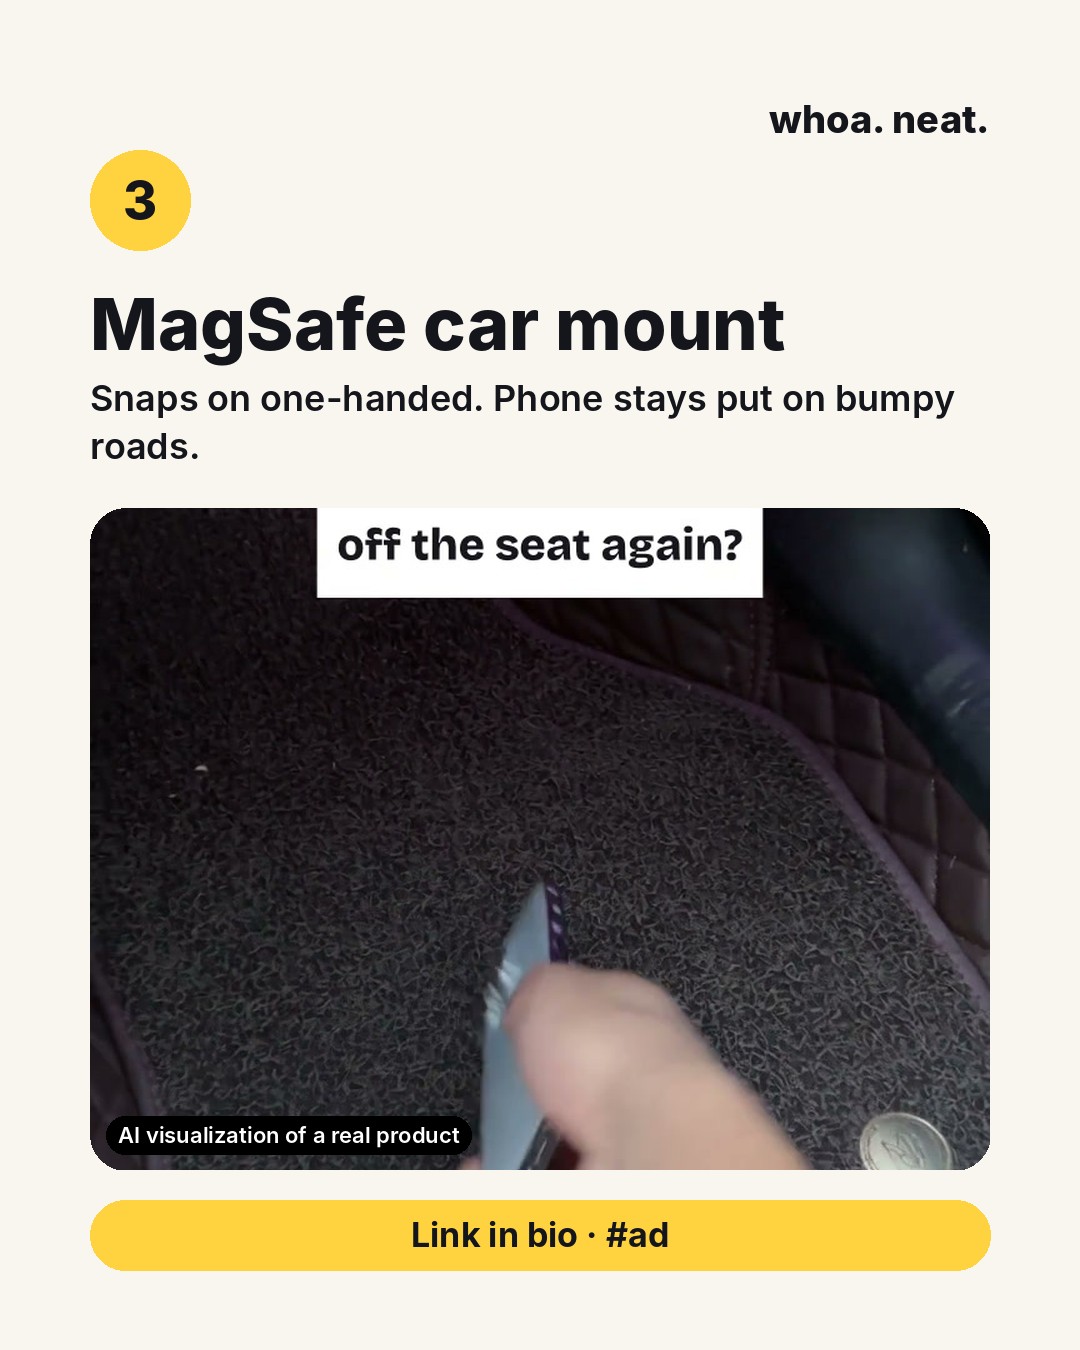 whoa. neat.
3
MagSafe car mount
Snaps on one-handed. Phone stays put on bumpy
roads.
off the seat again?
AI visualization of a real product
Link in bio · #ad